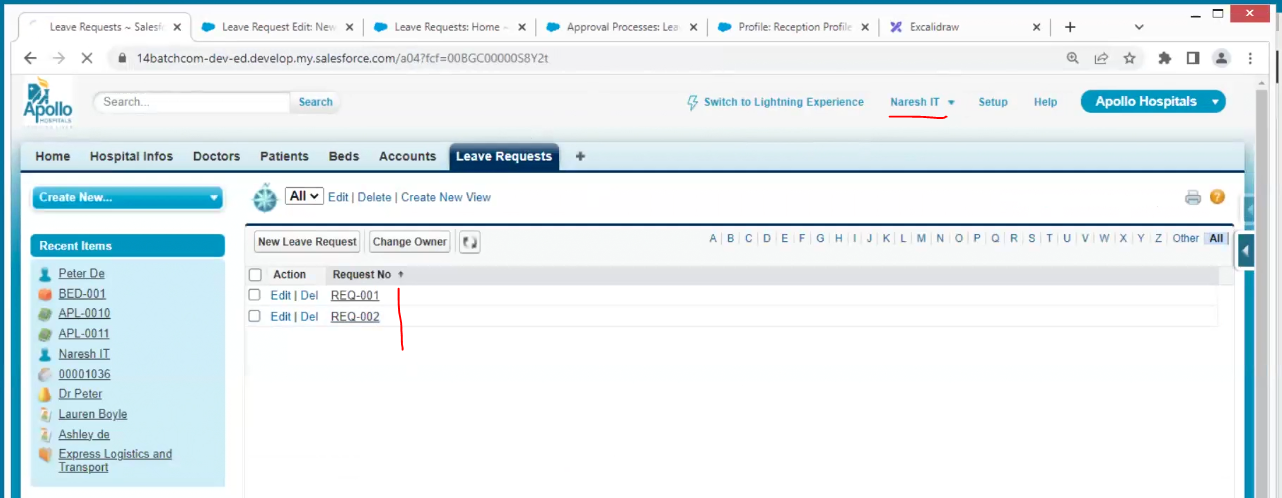 Leave Requests ~ Salesf
Leave Request Edit: New
Leave Requests: Home ~
Approval Processes: Lea
Profile: Reception Profile
Excalidraw
14batchcom-dev-ed.develop.my.salesforce.com/a04?fcf=00BGC00000S8Y2t
Apollo
HOSPITALS
Search...
Search
Switch to Lightning Experience
Naresh IT
Setup
Help
Apollo Hospitals
Home Hospital Infos Doctors Patients Beds Accounts Leave Requests +
Create New...
All Edit | Delete | Create New View
New Leave Request Change Owner
A | B | C | D | E | F | G | H | I | J | K | L | M | N | O | P | Q | R | S | T | U | V | W | X | Y | Z | Other | All |
Recent Items
Peter De
BED-001
APL-0010
APL-0011
Naresh IT
00001036
Dr Peter
Lauren Boyle
Ashley de
Express Logistics and
Transport
Action Request No
Edit | Del REQ-001
Edit | Del REQ-002